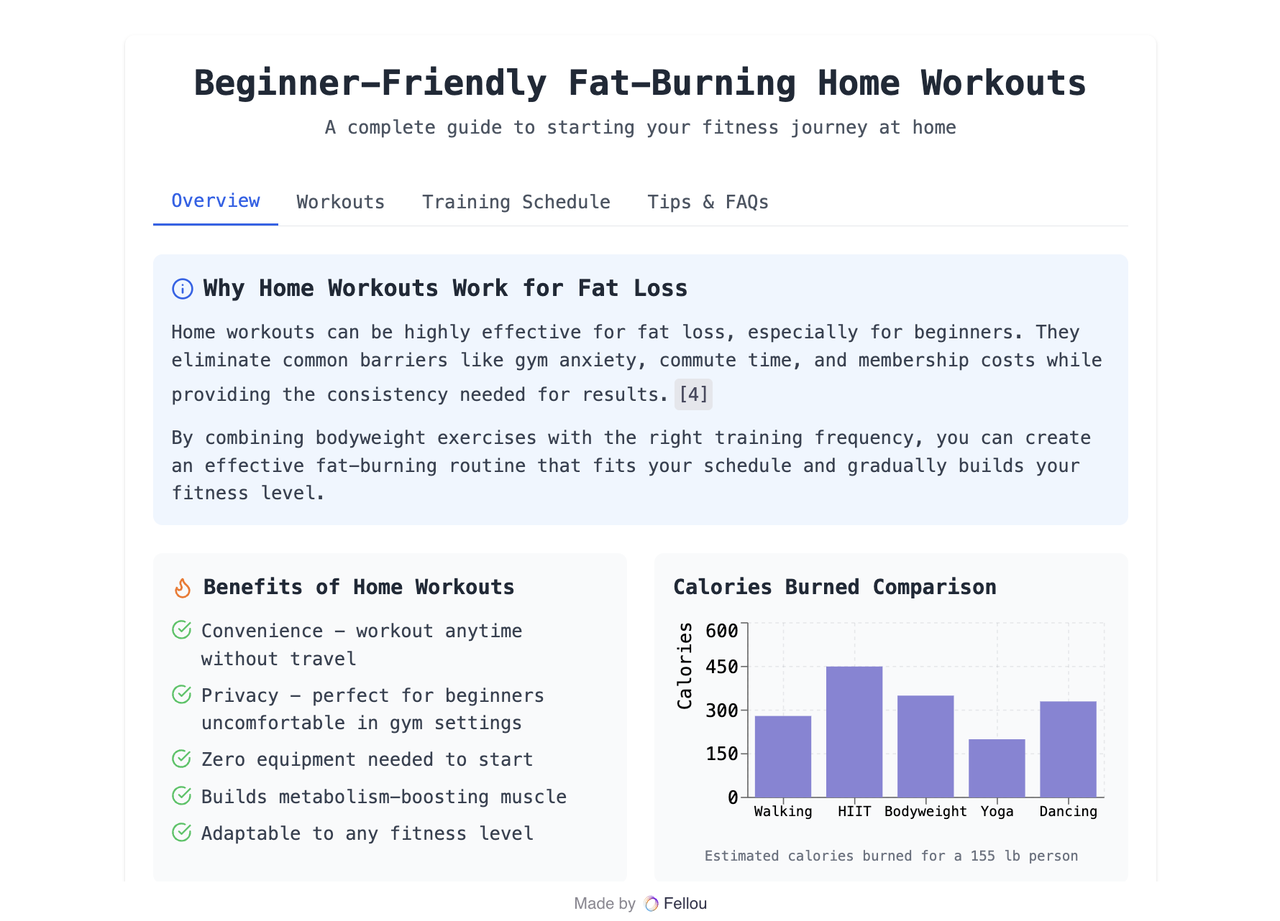 Beginner-Friendly Fat-Burning Home Workouts
A complete guide to starting your fitness journey at home
Overview
Workouts
Training Schedule
Tips & FAQs
Why Home Workouts Work for Fat Loss
Home workouts can be highly effective for fat loss, especially for beginners. They
eliminate common barriers like gym anxiety, commute time, and membership costs while
providing the consistency needed for results. [4]
By combining bodyweight exercises with the right training frequency, you can create
an effective fat-burning routine that fits your schedule and gradually builds your
fitness level.
Benefits of Home Workouts
Convenience - workout anytime
without travel
Privacy - perfect for beginners
uncomfortable in gym settings
Zero equipment needed to start
Builds metabolism-boosting muscle
Adaptable to any fitness level
Calories Burned Comparison
Calories
600
450
300
150
0
Walking
HIIT
Bodyweight
Yoga
Dancing
Estimated calories burned for a 155 lb person
Made by Fellou